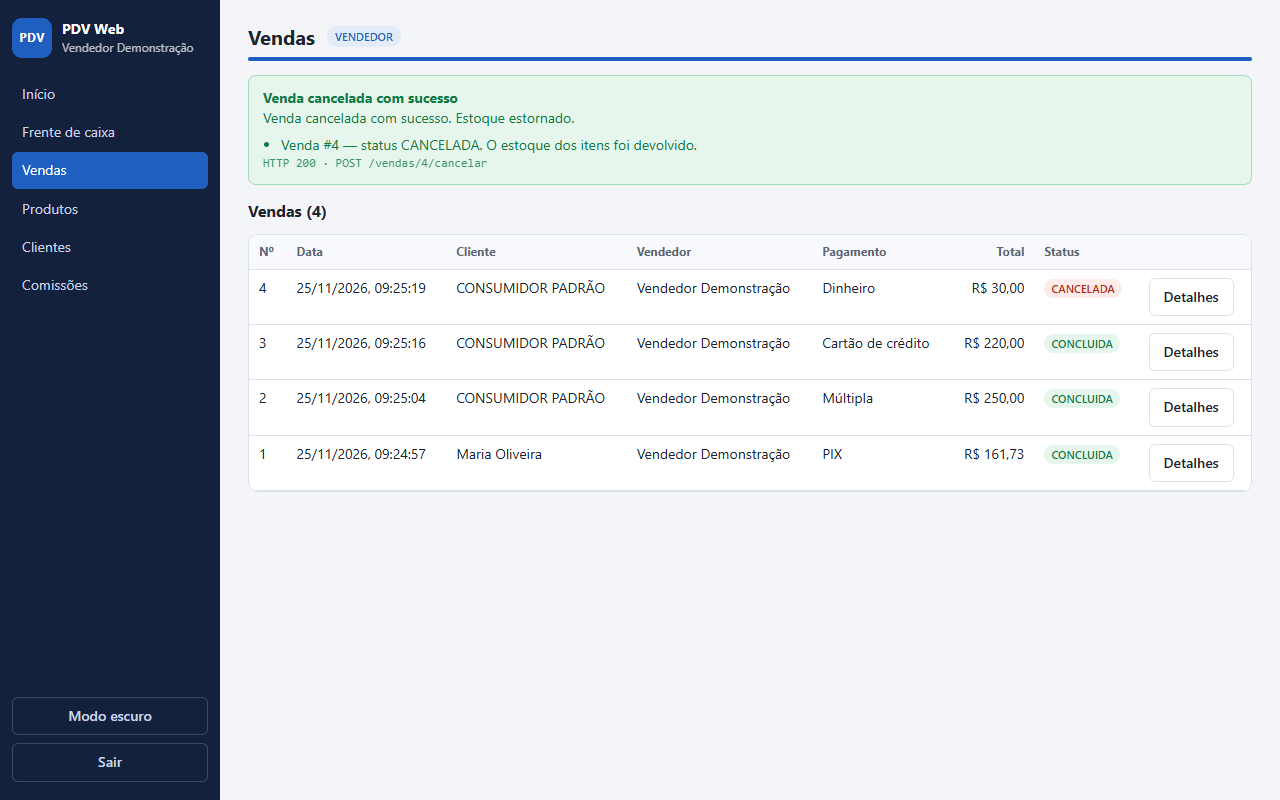 PDV
PDV Web
Vendedor Demonstração
Início
Frente de caixa
Vendas
Produtos
Clientes
Comissões
Modo escuro
Sair
Vendas VENDEDOR
Venda cancelada com sucesso
Venda cancelada com sucesso. Estoque estornado.
• Venda #4 — status CANCELADA. O estoque dos itens foi devolvido.
HTTP 200 · POST /vendas/4/cancelar
Vendas (4)
Nº Data Cliente Vendedor Pagamento Total Status
4 25/11/2026, 09:25:19 CONSUMIDOR PADRÃO Vendedor Demonstração Dinheiro R$ 30,00 CANCELADA Detalhes
3 25/11/2026, 09:25:16 CONSUMIDOR PADRÃO Vendedor Demonstração Cartão de crédito R$ 220,00 CONCLUIDA Detalhes
2 25/11/2026, 09:25:04 CONSUMIDOR PADRÃO Vendedor Demonstração Múltipla R$ 250,00 CONCLUIDA Detalhes
1 25/11/2026, 09:24:57 Maria Oliveira Vendedor Demonstração PIX R$ 161,73 CONCLUIDA Detalhes